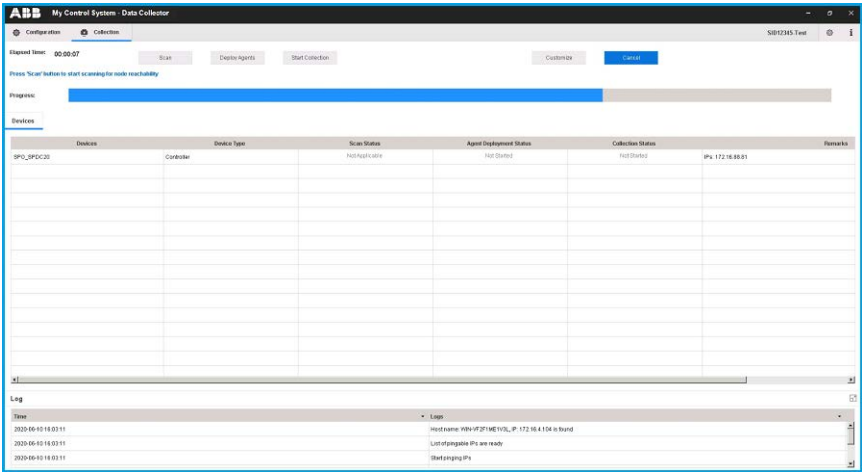 ABB My Control System - Data Collector
Configuration Collection SID12345-Test
Elapsed Time: 00:00:07 Scan Deploy Agents Start Collection Customize Cancel
Press 'Scan' button to start scanning for node reachability
Progress:
Devices
Devices Device Type Scan Status Agent Deployment Status Collection Status Remarks
SPO_SPDC20 Controller Not Applicable Not Started Not Started IPs: 172.16.88.81
Log
Time Logs
2020-06-10 16:03:11 Host name: WIN-VF2F1ME1V3L, IP: 172.16.4.104 is found
2020-06-10 16:03:11 List of pingable IPs are ready
2020-06-10 16:03:11 Start pinging IPs